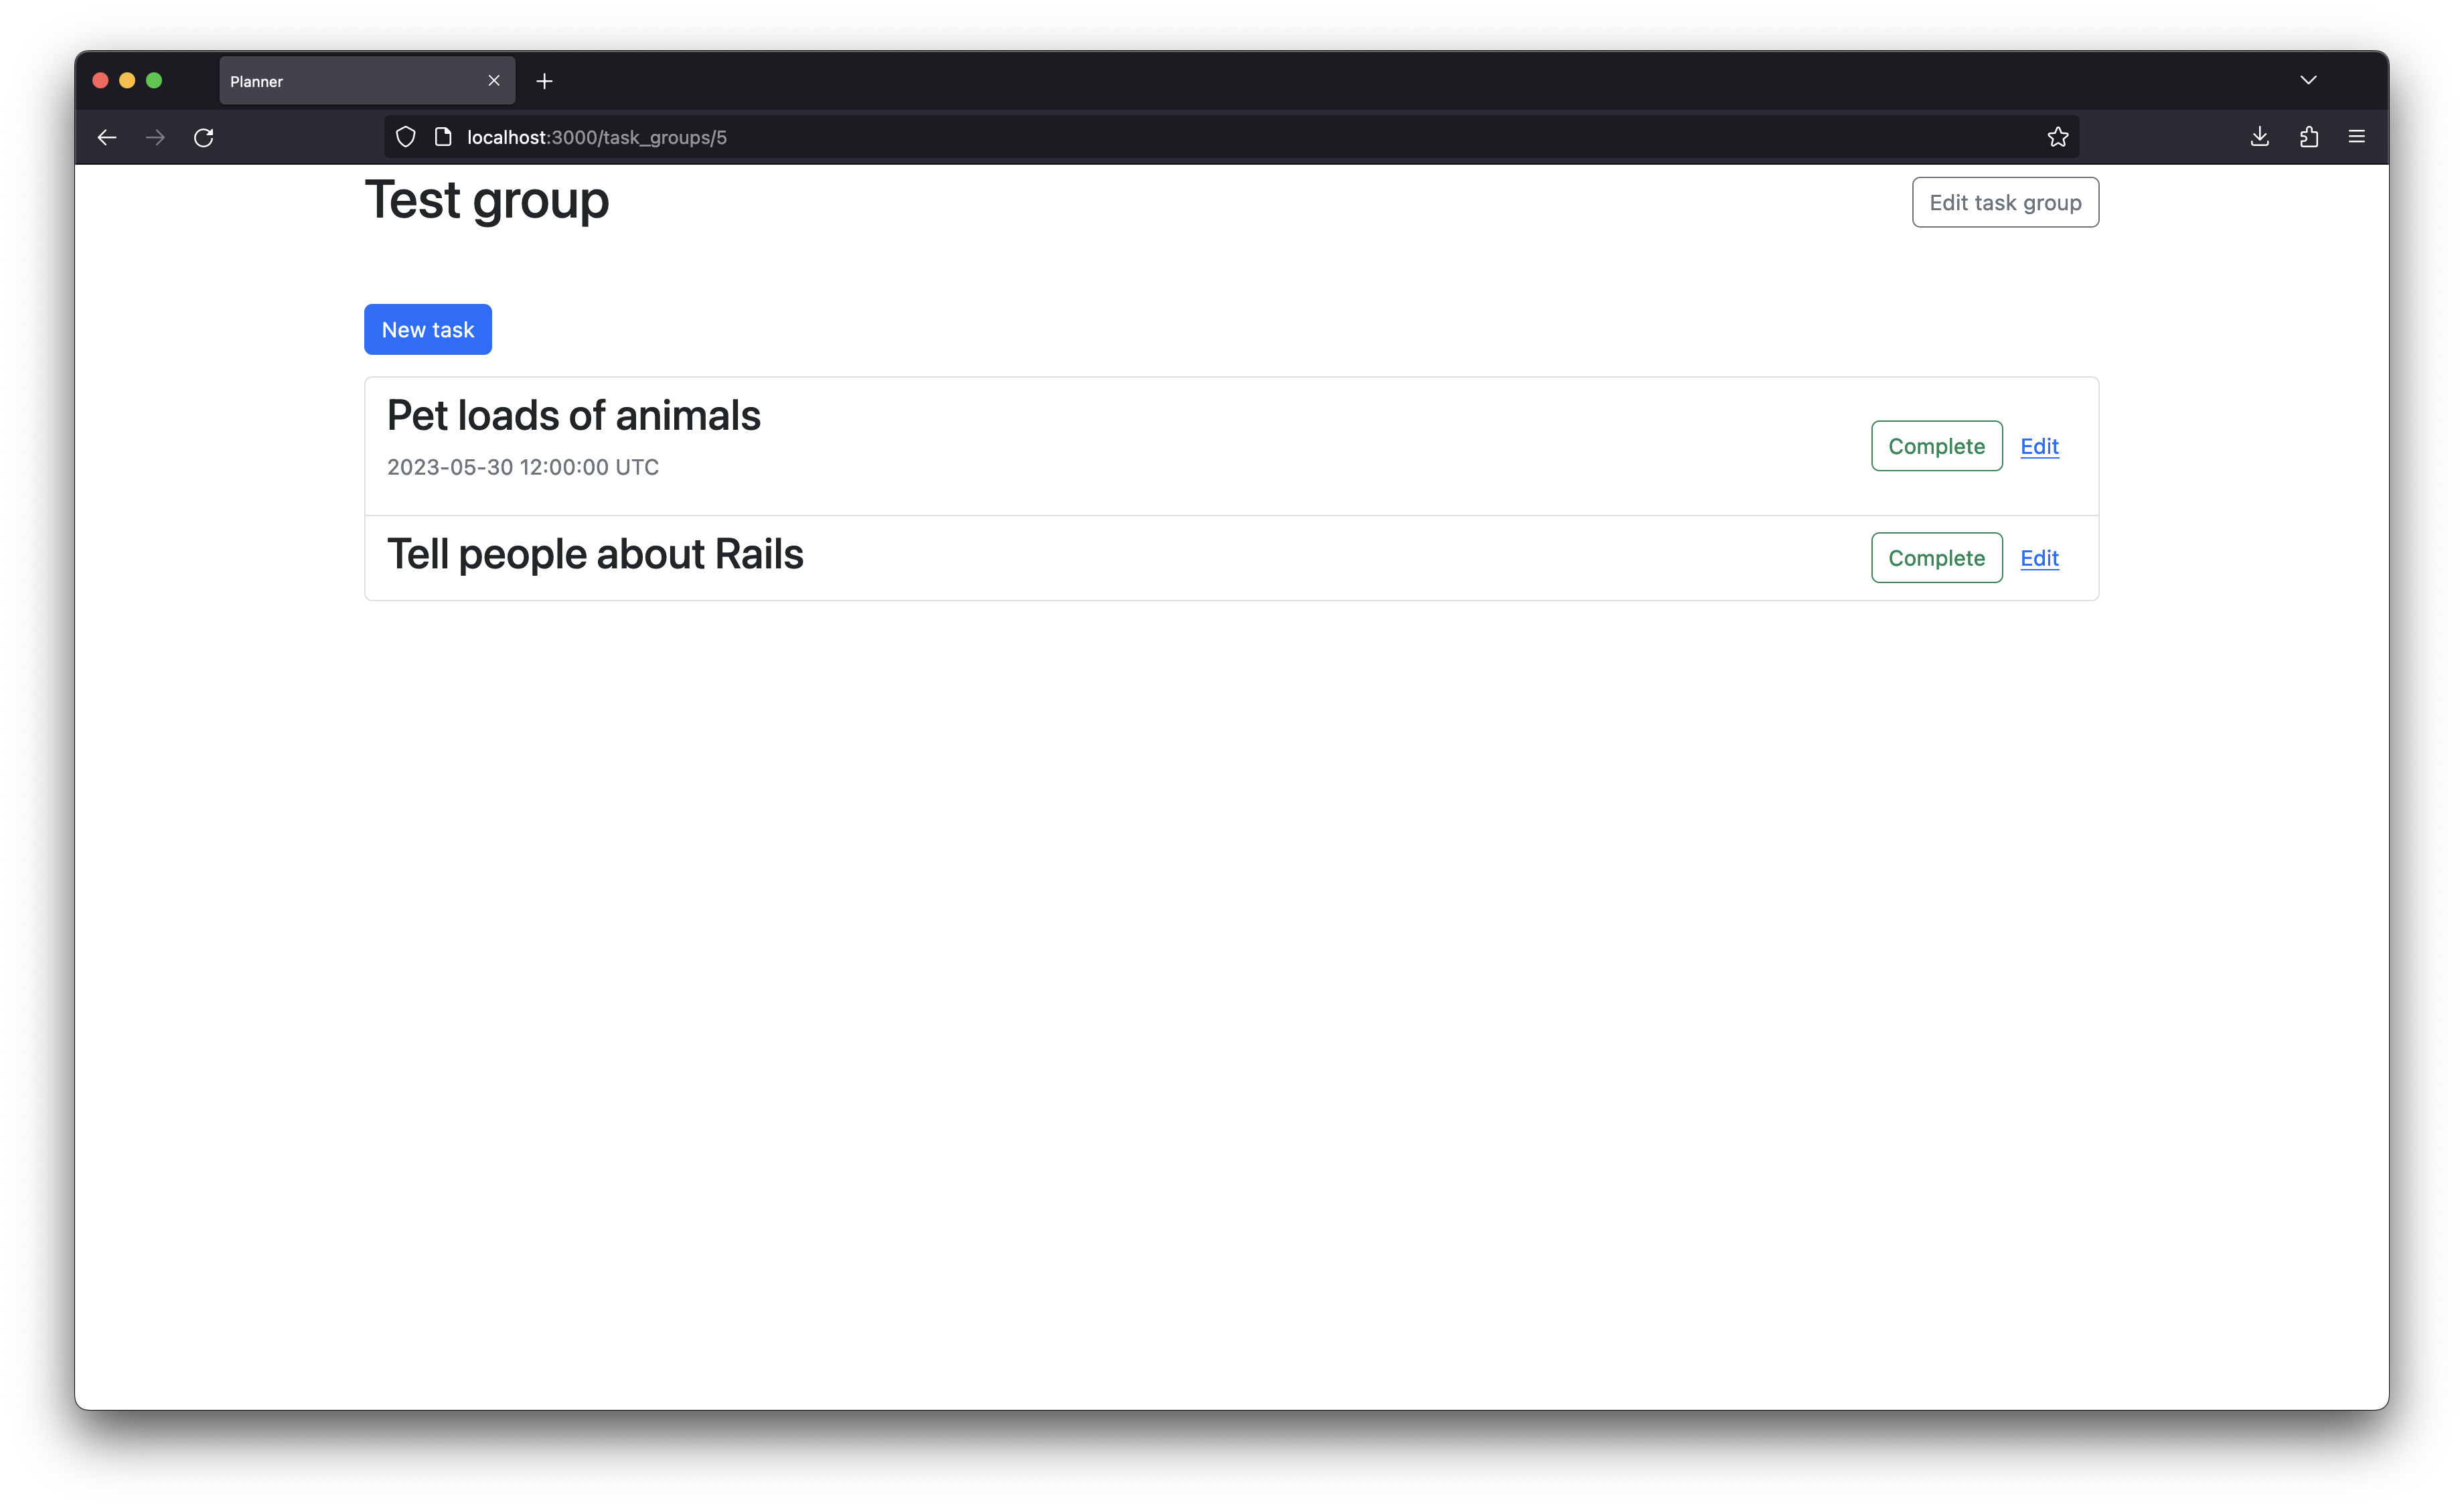 Planner
localhost:3000/task_groups/5
Test group
Edit task group
New task
Pet loads of animals
2023-05-30 12:00:00 UTC
Complete Edit
Tell people about Rails
Complete Edit